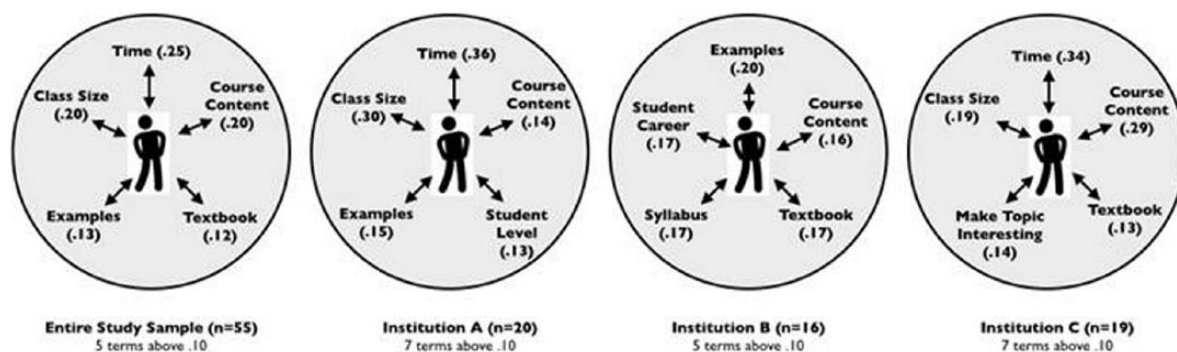 Time (.25)
Class Size
(.20)
Course
Content
(.20)
Examples
(.13)
Textbook
(.12)
Entire Study Sample (n=55)
5 terms above .10
Time (.36)
Class Size
(.30)
Course
Content
(.14)
Examples
(.15)
Student
Level
(.13)
Institution A (n=20)
7 terms above .10
Examples
(.20)
Student
Career
(.17)
Course
Content
(.16)
Syllabus
(.17)
Textbook
(.17)
Institution B (n=16)
5 terms above .10
Time (.34)
Class Size
(.19)
Course
Content
(.29)
Make Topic
Interesting
(.14)
Textbook
(.13)
Institution C (n=19)
7 terms above .10